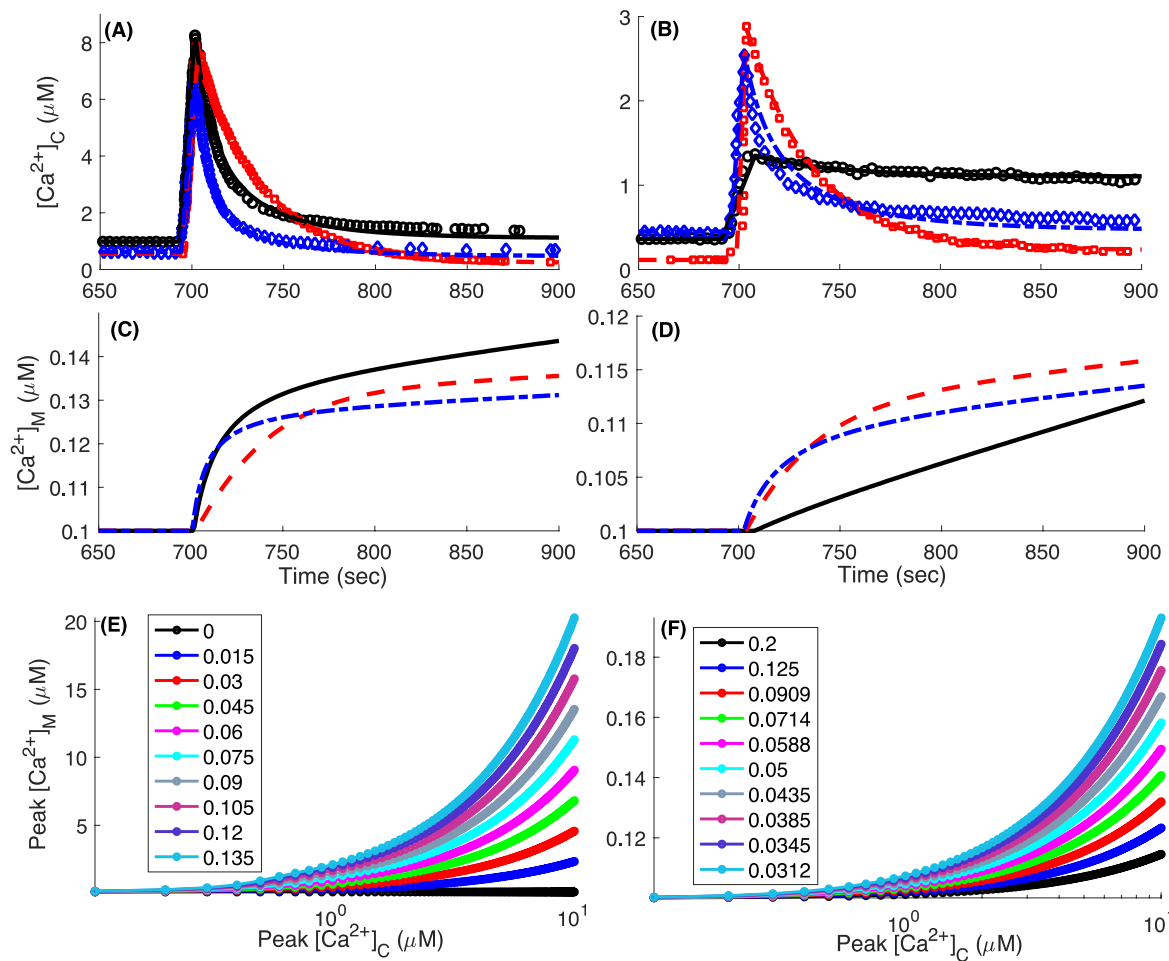 (A)
[Ca2+]C (μM)
8
6
4
2
0
650 700 750 800 850 900
(B)
3
2
1
0
650 700 750 800 850 900
(C)
[Ca2+]M (μM)
0.14
0.13
0.12
0.11
0.1
650 700 750 800 850 900
Time (sec)
(D)
0.12
0.115
0.11
0.105
0.1
650 700 750 800 850 900
Time (sec)
(E)
Peak [Ca2+]M (μM)
20
15
10
5
0
0.015
0.03
0.045
0.06
0.075
0.09
0.105
0.12
0.135
100 101
Peak [Ca2+]C (μM)
(F)
0.18
0.16
0.14
0.12
0.2
0.125
0.0909
0.0714
0.0588
0.05
0.0435
0.0385
0.0345
0.0312
100 101
Peak [Ca2+]C (μM)